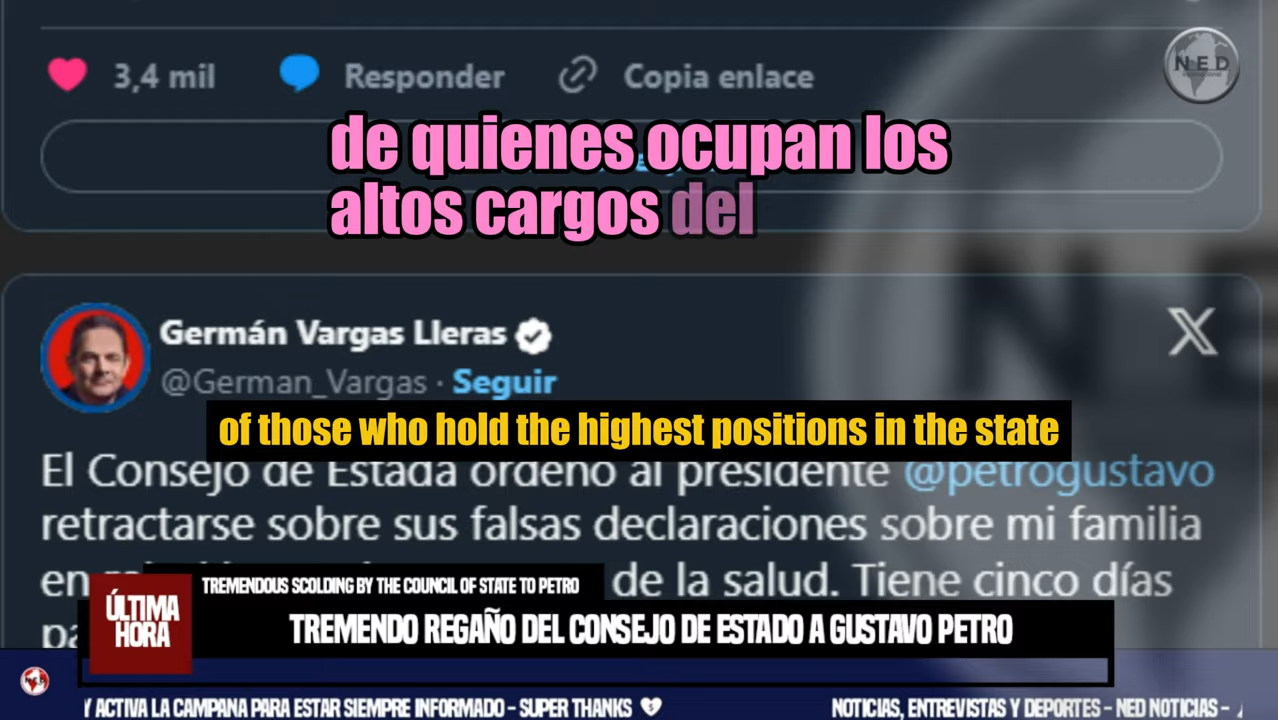 3,4 mil Responder Copia enlace
NED
de quienes ocupan los
altos cargos del
Germán Vargas Lleras
@German_Vargas · Seguir
of those who hold the highest positions in the state
El Consejo de Estada ordenó al presidente @petrogustavo
retractarse sobre sus falsas declaraciones sobre mi familia
en de la salud. Tiene cinco días
TREMENDOUS SCOLDING BY THE COUNCIL OF STATE TO PETRO
ÚLTIMA
HORA
TREMENDO REGAÑO DEL CONSEJO DE ESTADO A GUSTAVO PETRO
Y ACTIVA LA CAMPANA PARA ESTAR SIEMPRE INFORMADO - SUPER THANKS NOTICIAS, ENTREVISTAS Y DEPORTES - NED NOTICIAS -